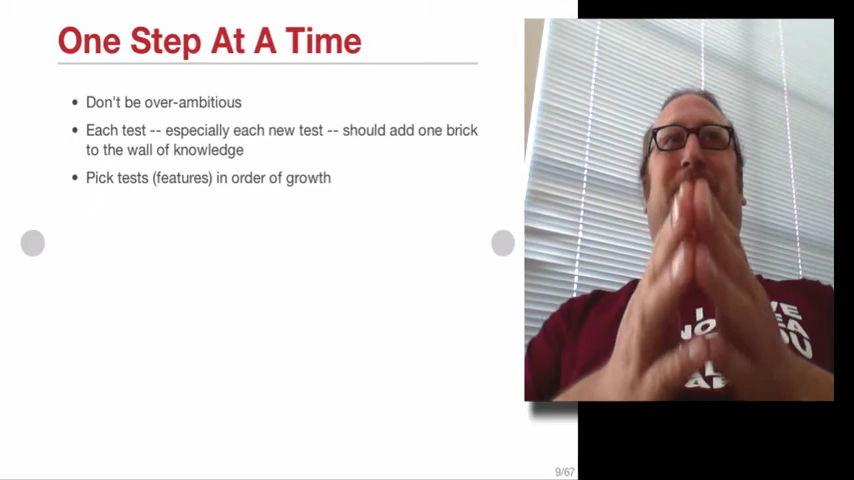 One Step At A Time
• Don't be over-ambitious
• Each test -- especially each new test -- should add one brick
to the wall of knowledge
• Pick tests (features) in order of growth
9/67
I